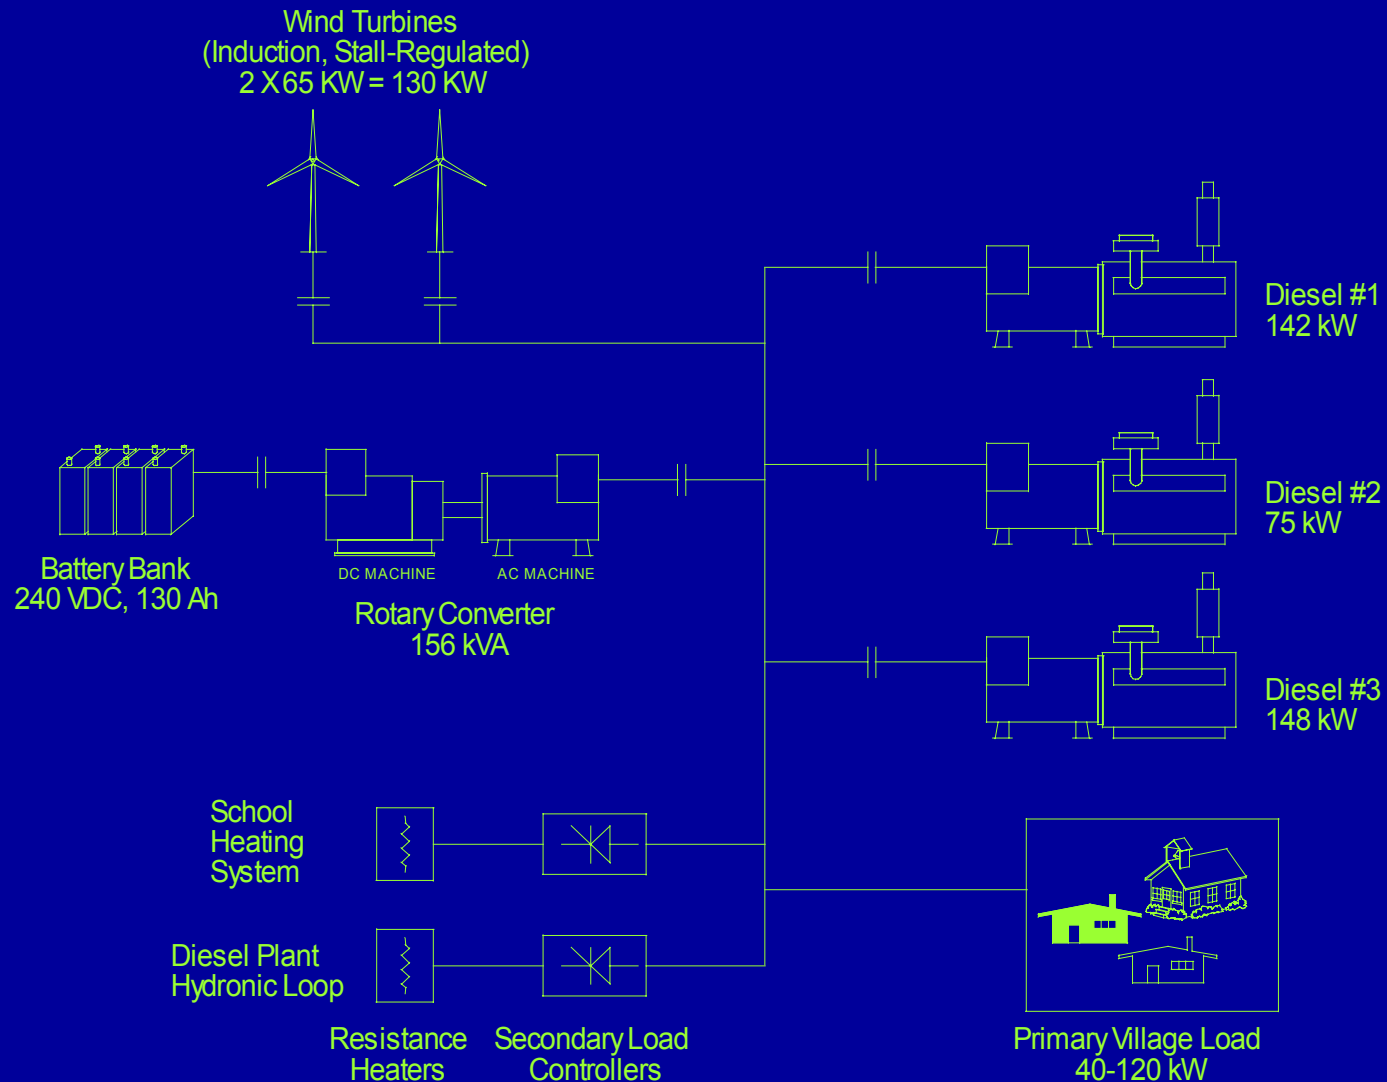 Wind Turbines
(Induction, Stall-Regulated)
2 X 65 KW = 130 KW
Diesel #1
142 kW
Diesel #2
75 kW
Battery Bank
240 VDC, 130 Ah
DC MACHINE
AC MACHINE
Rotary Converter
156 kVA
Diesel #3
148 kW
School
Heating
System
Diesel Plant
Hydronic Loop
Resistance
Heaters
Secondary Load
Controllers
Primary Village Load
40-120 kW